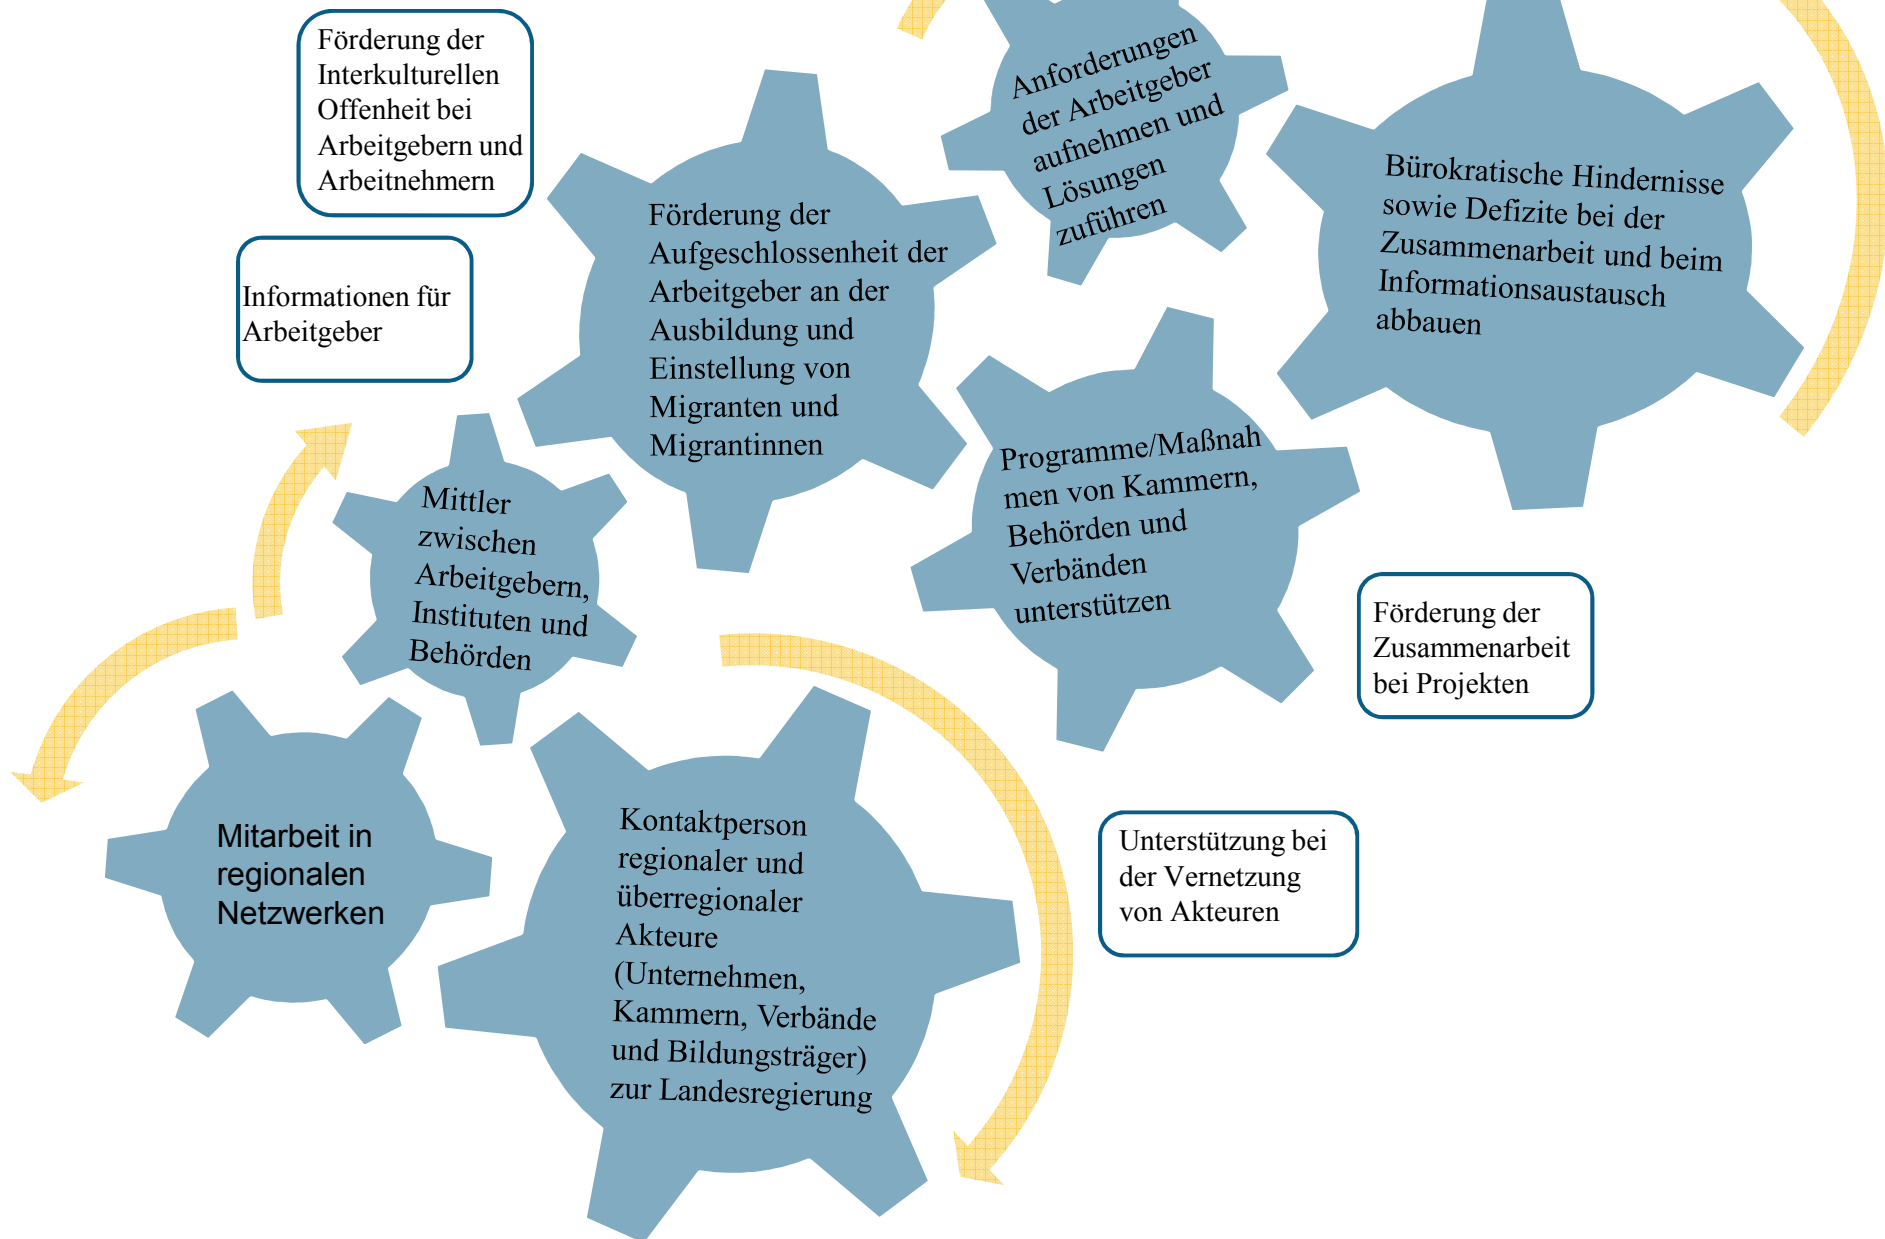 Förderung der
Interkulturellen
Offenheit bei
Arbeitgebern und
Arbeitnehmern
Anforderungen
der Arbeitgeber
aufnehmen und
Lösungen
zuführen
Bürokratische Hindernisse
sowie Defizite bei der
Zusammenarbeit und beim
Informationsaustausch
abbauen
Förderung der
Aufgeschlossenheit der
Arbeitgeber an der
Ausbildung und
Einstellung von
Migranten und
Migrantinnen
Informationen für
Arbeitgeber
Programme/Maßnah
men von Kammern,
Behörden und
Verbänden
unterstützen
Mittler
zwischen
Arbeitgebern,
Instituten und
Behörden
Förderung der
Zusammenarbeit
bei Projekten
Mitarbeit in
regionalen
Netzwerken
Kontaktperson
regionaler und
überregionaler
Akteure
(Unternehmen,
Kammern, Verbände
und Bildungsträger)
zur Landesregierung
Unterstützung bei
der Vernetzung
von Akteuren